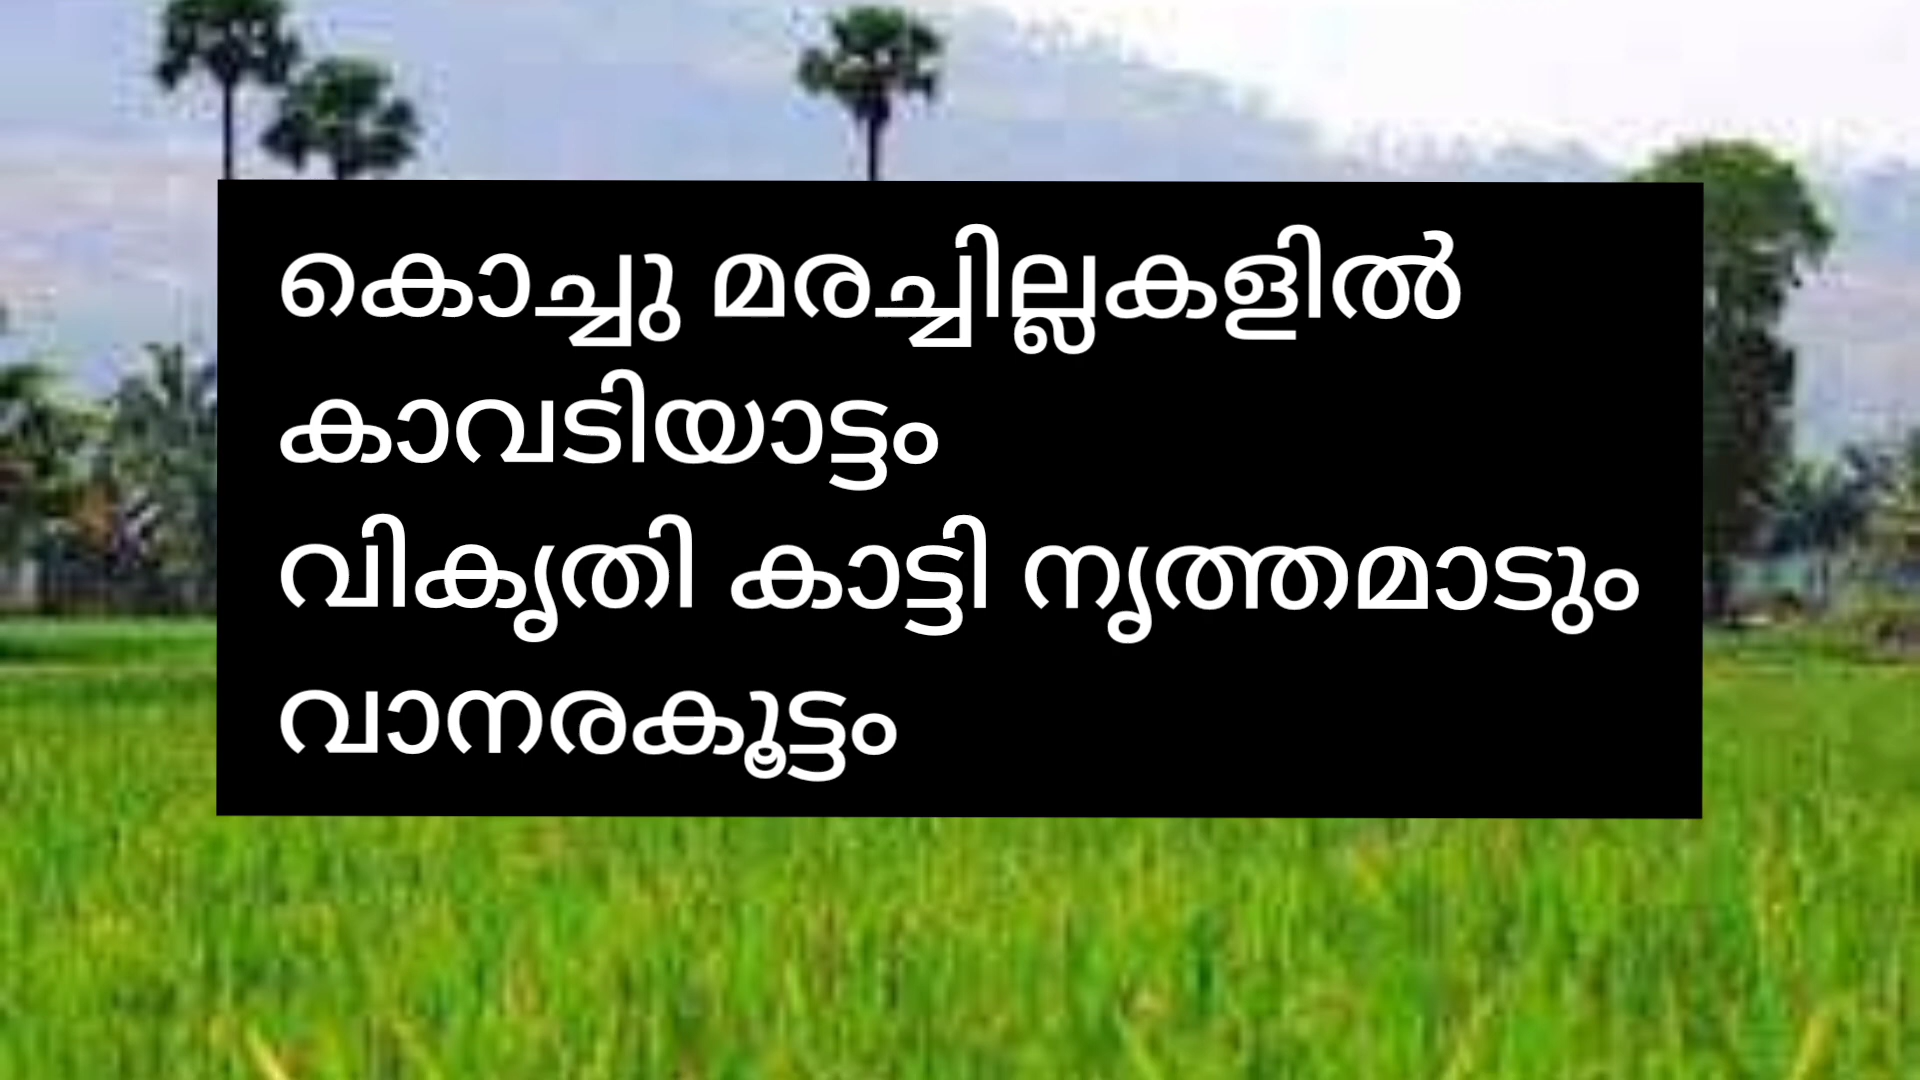 കൊച്ചു മരച്ചില്ലകളിൽ
കാവടിയാട്ടം
വികൃതി കാട്ടി നൃത്തമാടും
വാനരകൂട്ടം